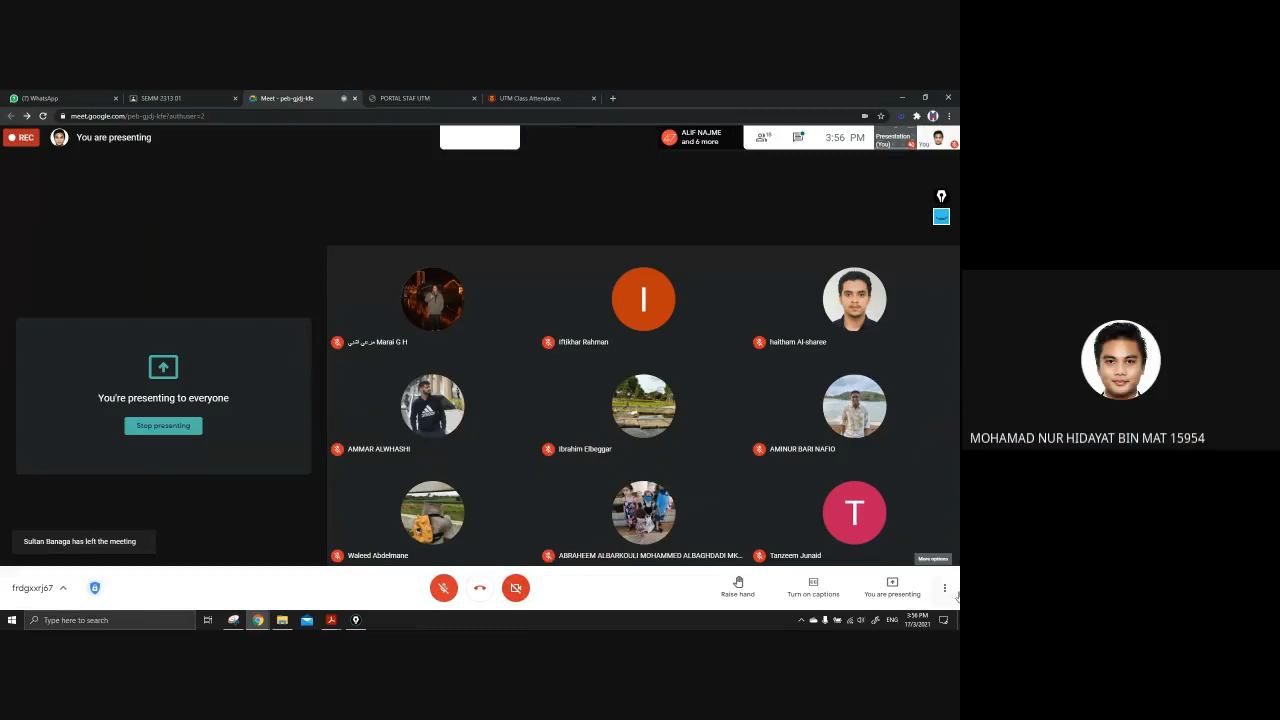 (7) WhatsApp
SEMM 2313 01
Meet - peb-gjdj-kfe
PORTAL STAF UTM
UTM Class Attendance.
meet.google.com/peb-gjdj-kfe?authuser=2
REC
You are presenting
ALIF NAJME
and 6 more
3:56 PM
Presentation
(You)
You
You're presenting to everyone
Stop presenting
Marai G H
I
Iftikhar Rahman
haitham Al-sharee
AMMAR ALWHASHI
Ibrahim Elbeggar
AMINUR BARI NAFIO
Waleed Abdelmane
ABRAHEEM ALBARKOULI MOHAMMED ALBAGHDADI MK...
T
Tanzeem Junaid
MOHAMAD NUR HIDAYAT BIN MAT 15954
Sultan Banaga has left the meeting
More options
frdgxxrj67
Raise hand
Turn on captions
You are presenting
Type here to search
ENG
3:56 PM
17/3/2021